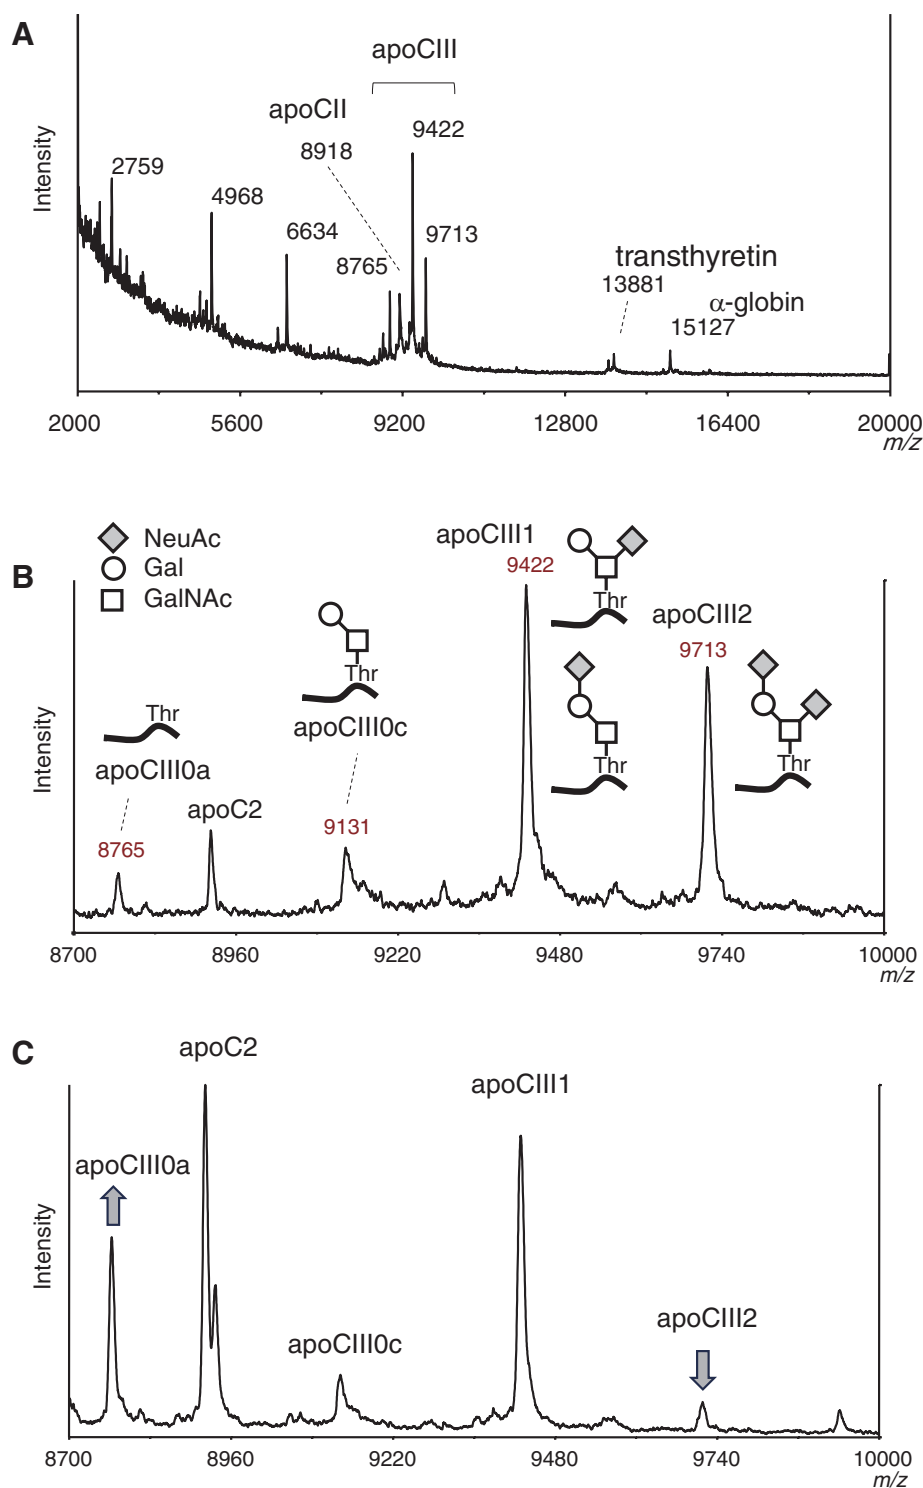 A
apoCIII
apoCII
9422
8918
2759
4968
6634
9713
8765
transthyretin
13881
α-globin
15127
Intensity
2000 5600 9200 12800 16400 20000
m/z
B
NeuAc
Gal
GalNAc
apoCIII1
9422
Thr
apoCIII2
9713
Thr
Thr
apoCIII0c
Thr
Thr
apoCIII0a
apoC2
9131
8765
Intensity
8700 8960 9220 9480 9740 10000
m/z
C
apoC2
apoCIII1
apoCIII0a
apoCIII2
apoCIII0c
Intensity
8700 8960 9220 9480 9740 10000
m/z